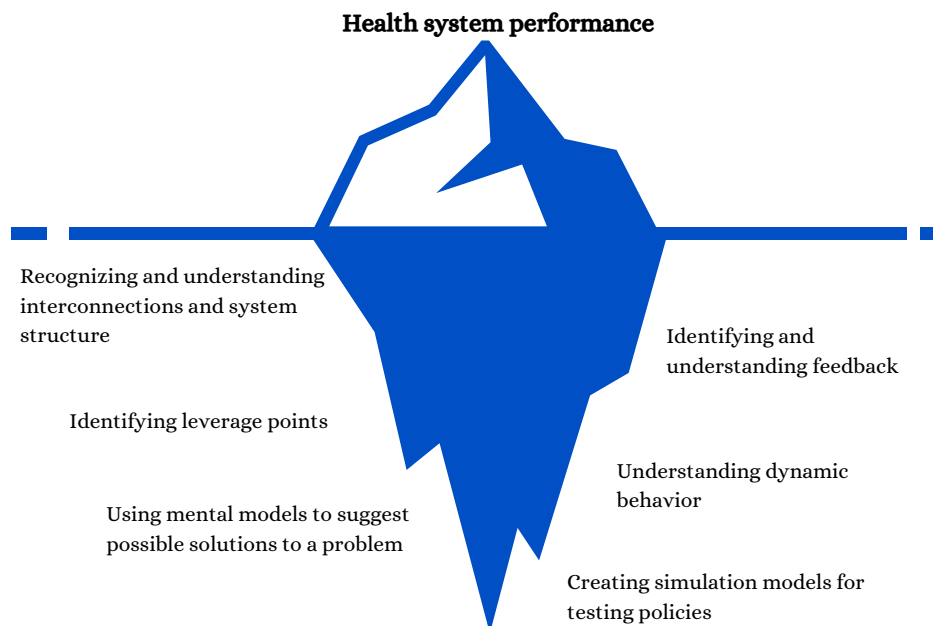 Health system performance
Recognizing and understanding
interconnections and system
structure
Identifying and
understanding feedback
Identifying leverage points
Understanding dynamic
behavior
Using mental models to suggest
possible solutions to a problem
Creating simulation models for
testing policies